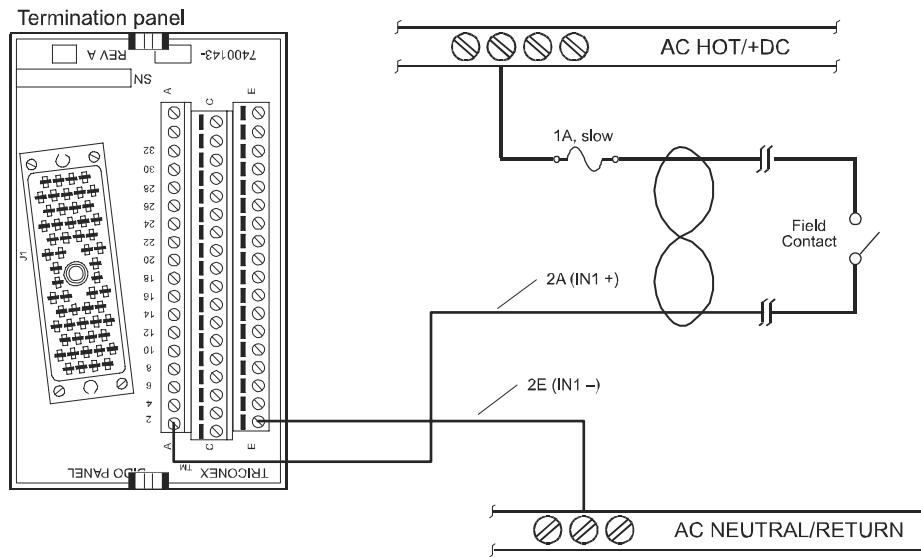 Termination panel
7400143-
REV A
SN
A
C
E
32
30
28
26
24
22
20
18
16
14
12
10
8
6
4
2
J1
A
C
E
TRICONEX
TM
DIDO PANEL
AC HOT/+DC
1A, slow
Field
Contact
2A (IN1 +)
2E (IN1 –)
AC NEUTRAL/RETURN